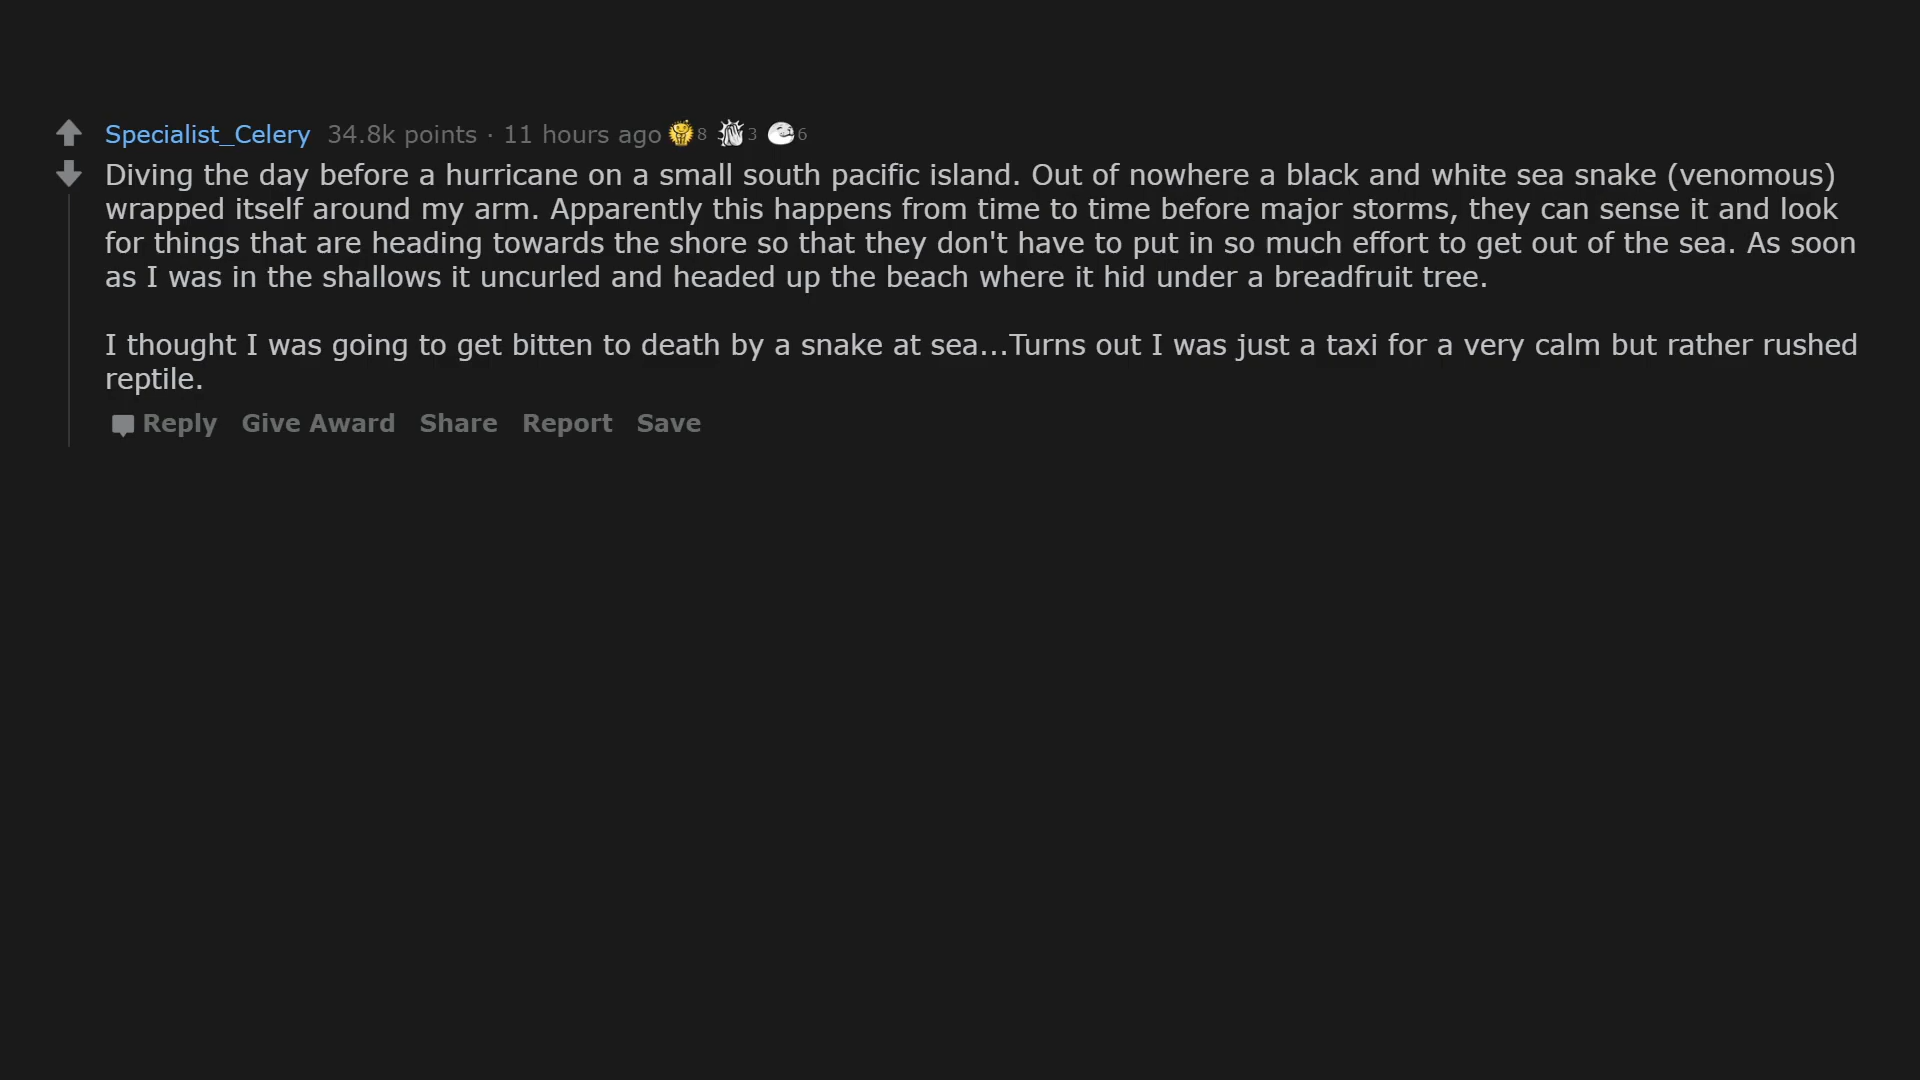 Specialist_Celery 34.8k points · 11 hours ago 8 3 6
Diving the day before a hurricane on a small south pacific island. Out of nowhere a black and white sea snake (venomous)
wrapped itself around my arm. Apparently this happens from time to time before major storms, they can sense it and look
for things that are heading towards the shore so that they don't have to put in so much effort to get out of the sea. As soon
as I was in the shallows it uncurled and headed up the beach where it hid under a breadfruit tree.
I thought I was going to get bitten to death by a snake at sea...Turns out I was just a taxi for a very calm but rather rushed
reptile.
Reply Give Award Share Report Save